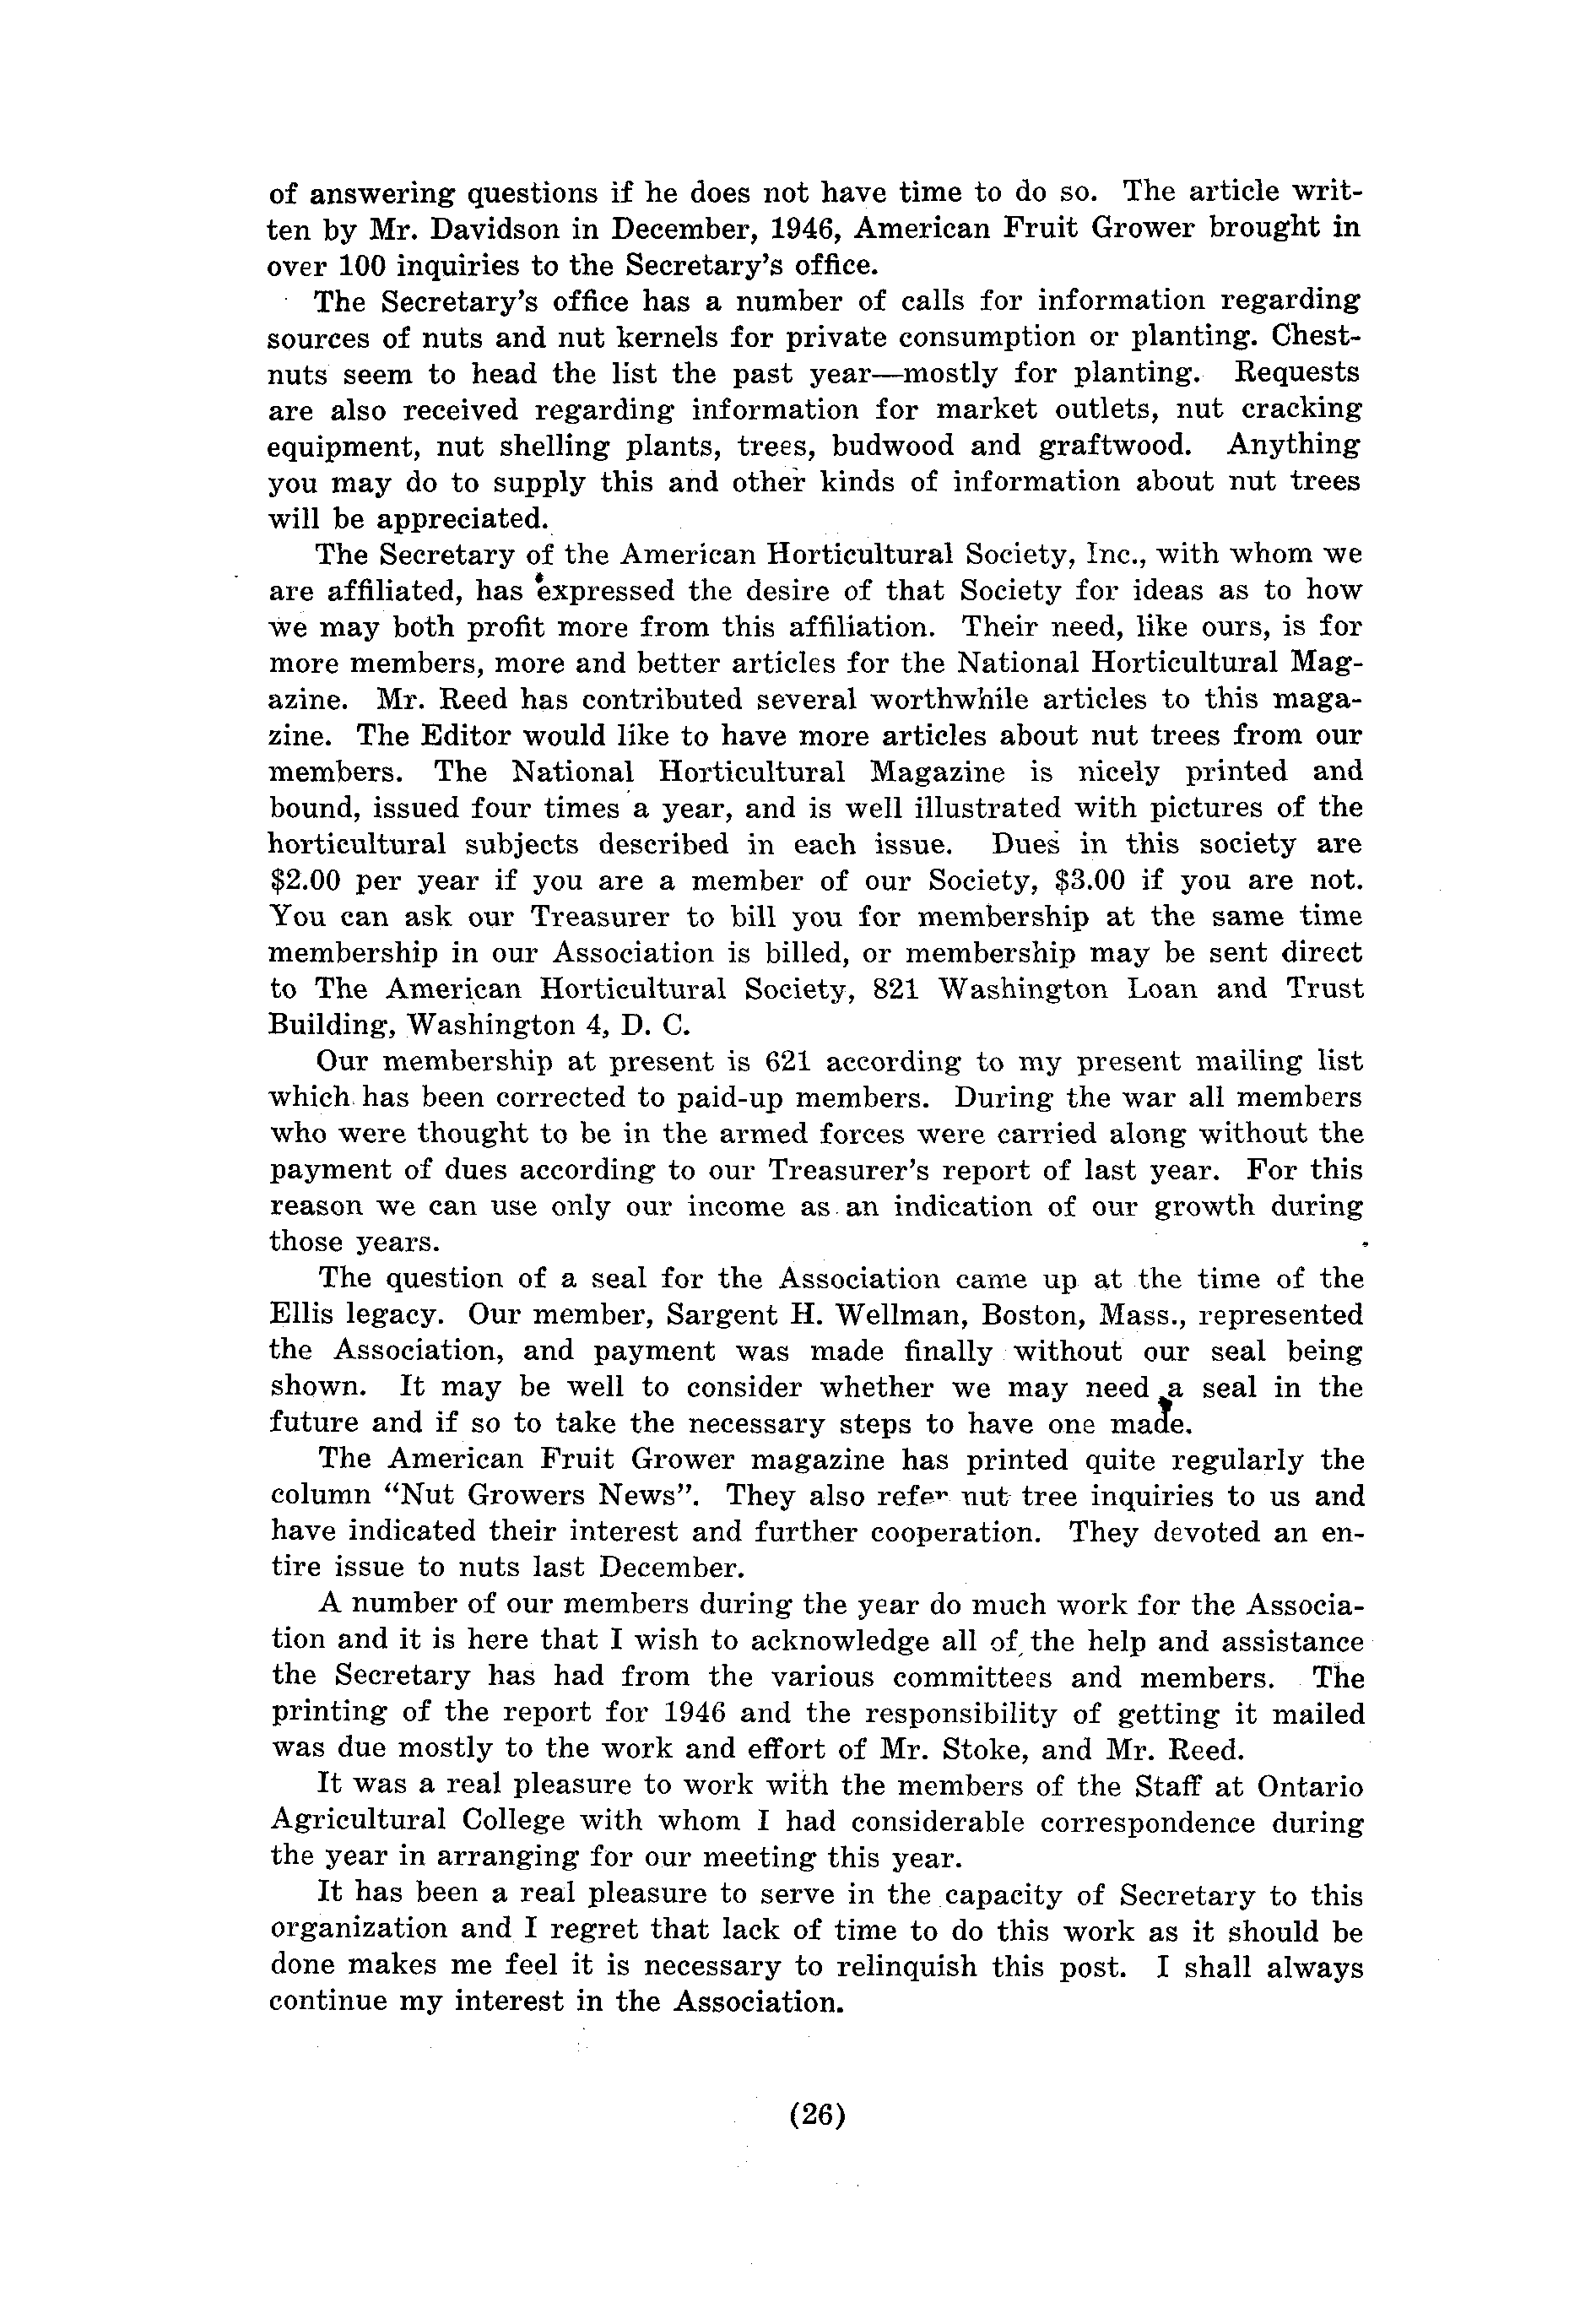 of answering questions if he does not have time to do so. The article writ-
ten by Mr. Davidson in December, 1946, American Fruit Grower brought in
over 100 inquiries to the Secretary's office.
The Secretary's office has a number of calls for information regarding
sources of nuts and nut kernels for private consumption or planting. Chest-
nuts seem to head the list the past year—mostly for planting. Requests
are also received regarding information for market outlets, nut cracking
equipment, nut shelling plants, trees, budwood and graftwood. Anything
you may do to supply this and other kinds of information about nut trees
will be appreciated.
The Secretary of the American Horticultural Society, Inc., with whom we
are affiliated, has expressed the desire of that Society for ideas as to how
we may both profit more from this affiliation. Their need, like ours, is for
more members, more and better articles for the National Horticultural Mag-
azine. Mr. Reed has contributed several worthwhile articles to this maga-
zine. The Editor would like to have more articles about nut trees from our
members. The National Horticultural Magazine is nicely printed and
bound, issued four times a year, and is well illustrated with pictures of the
horticultural subjects described in each issue. Dues in this society are
$2.00 per year if you are a member of our Society, $3.00 if you are not.
You can ask our Treasurer to bill you for membership at the same time
membership in our Association is billed, or membership may be sent direct
to The American Horticultural Society, 821 Washington Loan and Trust
Building, Washington 4, D. C.
Our membership at present is 621 according to my present mailing list
which has been corrected to paid-up members. During the war all members
who were thought to be in the armed forces were carried along without the
payment of dues according to our Treasurer's report of last year. For this
reason we can use only our income as an indication of our growth during
those years.
The question of a seal for the Association came up at the time of the
Ellis legacy. Our member, Sargent H. Wellman, Boston, Mass., represented
the Association, and payment was made finally without our seal being
shown. It may be well to consider whether we may need a seal in the
future and if so to take the necessary steps to have one made.
The American Fruit Grower magazine has printed quite regularly the
column "Nut Growers News". They also refer nut tree inquiries to us and
have indicated their interest and further cooperation. They devoted an en-
tire issue to nuts last December.
A number of our members during the year do much work for the Associa-
tion and it is here that I wish to acknowledge all of the help and assistance
the Secretary has had from the various committees and members. The
printing of the report for 1946 and the responsibility of getting it mailed
was due mostly to the work and effort of Mr. Stoke, and Mr. Reed.
It was a real pleasure to work with the members of the Staff at Ontario
Agricultural College with whom I had considerable correspondence during
the year in arranging for our meeting this year.
It has been a real pleasure to serve in the capacity of Secretary to this
organization and I regret that lack of time to do this work as it should be
done makes me feel it is necessary to relinquish this post. I shall always
continue my interest in the Association.
(26)